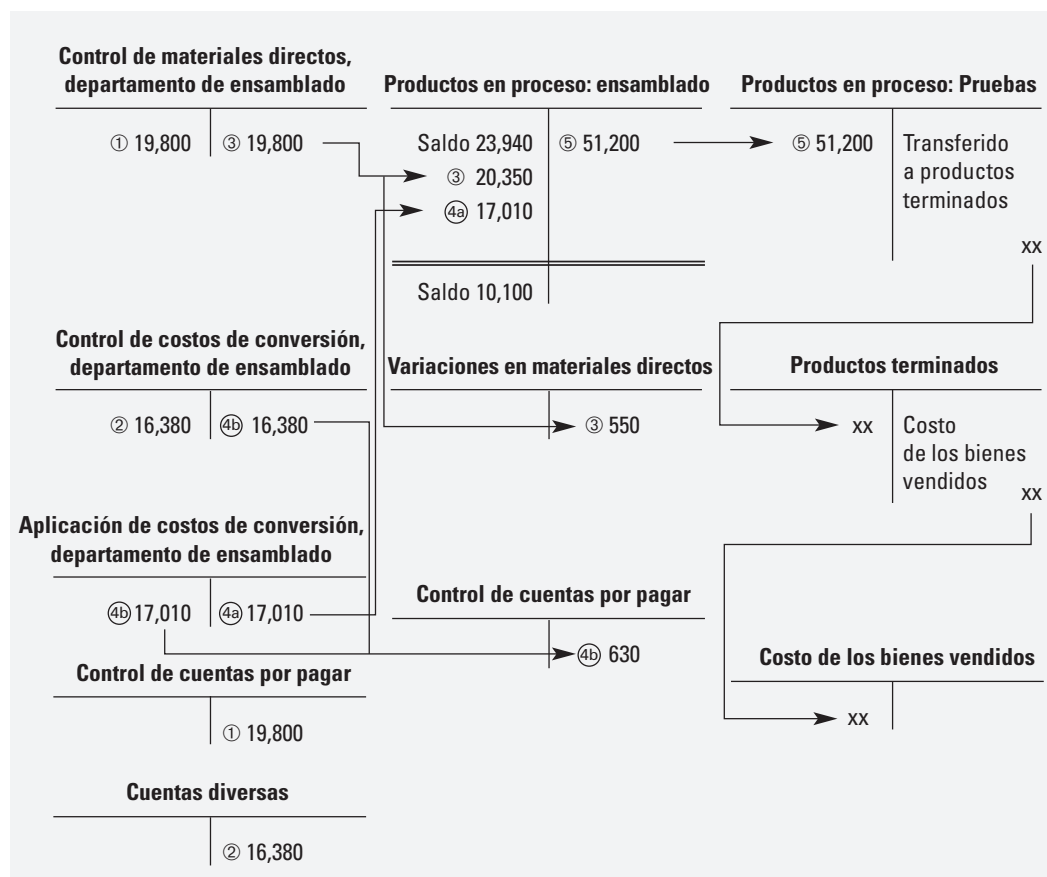 Control de materiales directos,
departamento de ensamblado
① 19,800 ③ 19,800
Productos en proceso: ensamblado
Saldo 23,940 ⑤ 51,200
③ 20,350
4a 17,010
Saldo 10,100
Productos en proceso: Pruebas
⑤ 51,200 Transferido
a productos
terminados
xx
Control de costos de conversión,
departamento de ensamblado
② 16,380 4b 16,380
Variaciones en materiales directos
③ 550
Productos terminados
xx Costo
de los bienes
vendidos
xx
Aplicación de costos de conversión,
departamento de ensamblado
4b 17,010 4a 17,010
Control de cuentas por pagar
4b 630
Costo de los bienes vendidos
xx
Control de cuentas por pagar
① 19,800
Cuentas diversas
② 16,380